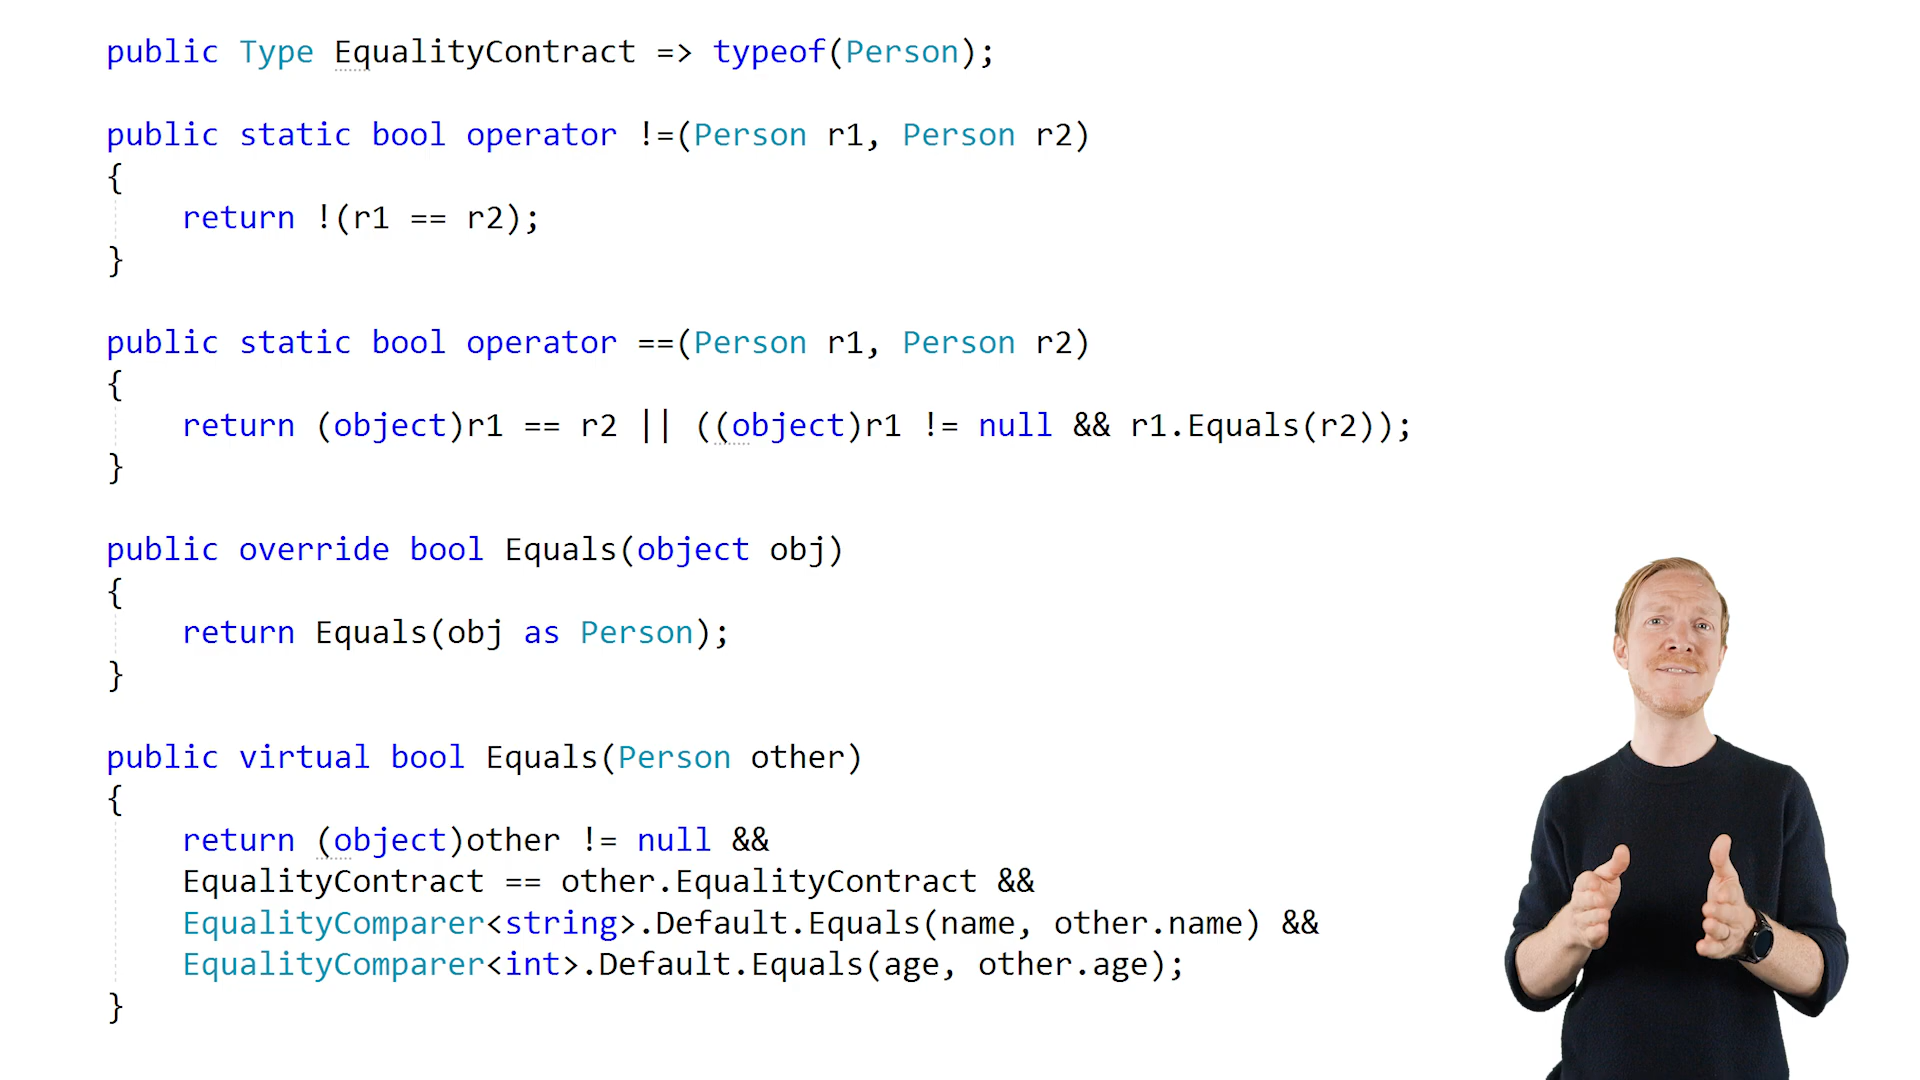 public Type EqualityContract => typeof(Person);
public static bool operator !=(Person r1, Person r2)
{
    return !(r1 == r2);
}
public static bool operator ==(Person r1, Person r2)
{
    return (object)r1 == r2 || ((object)r1 != null && r1.Equals(r2));
}
public override bool Equals(object obj)
{
    return Equals(obj as Person);
}
public virtual bool Equals(Person other)
{
    return (object)other != null &&
    EqualityContract == other.EqualityContract &&
    EqualityComparer<string>.Default.Equals(name, other.name) &&
    EqualityComparer<int>.Default.Equals(age, other.age);
}